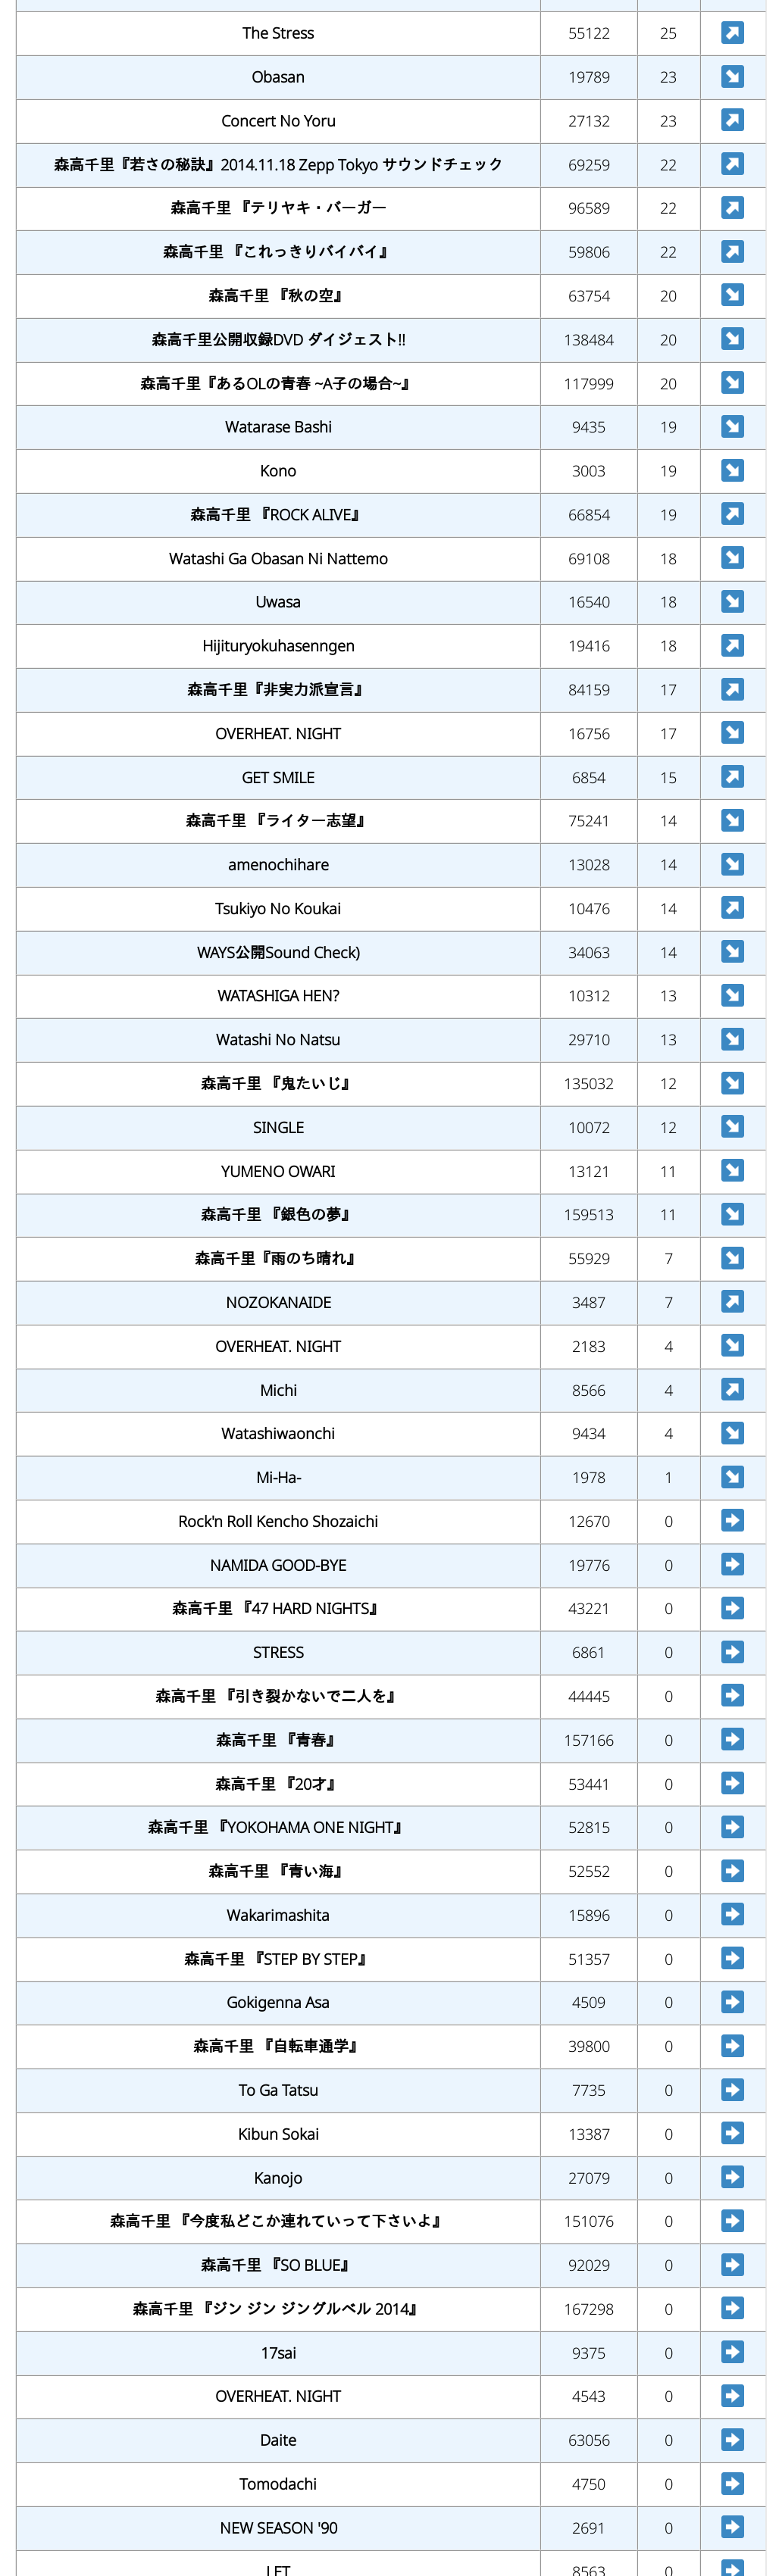 The Stress 55122 25 ↗
Obasan 19789 23 ↘
Concert No Yoru 27132 23 ↗
森高千里『若さの秘訣』2014.11.18 Zepp Tokyo サウンドチェック 69259 22 ↗
森高千里 『テリヤキ・バーガー 96589 22 ↗
森高千里 『これっきりバイバイ』 59806 22 ↗
森高千里 『秋の空』 63754 20 ↘
森高千里公開収録DVD ダイジェスト!! 138484 20 ↘
森高千里『あるOLの青春 ~A子の場合~』 117999 20 ↘
Watarase Bashi 9435 19 ↘
Kono 3003 19 ↘
森高千里 『ROCK ALIVE』 66854 19 ↗
Watashi Ga Obasan Ni Nattemo 69108 18 ↘
Uwasa 16540 18 ↘
Hijituryokuhasenngen 19416 18 ↗
森高千里『非実力派宣言』 84159 17 ↗
OVERHEAT. NIGHT 16756 17 ↘
GET SMILE 6854 15 ↗
森高千里 『ライター志望』 75241 14 ↘
amenochihare 13028 14 ↘
Tsukiyo No Koukai 10476 14 ↗
WAYS公開Sound Check) 34063 14 ↘
WATASHIGA HEN? 10312 13 ↘
Watashi No Natsu 29710 13 ↘
森高千里 『鬼たいじ』 135032 12 ↘
SINGLE 10072 12 ↘
YUMENO OWARI 13121 11 ↘
森高千里 『銀色の夢』 159513 11 ↘
森高千里『雨のち晴れ』 55929 7 ↘
NOZOKANAIDE 3487 7 ↗
OVERHEAT. NIGHT 2183 4 ↘
Michi 8566 4 ↗
Watashiwaonchi 9434 4 ↘
Mi-Ha- 1978 1 ↘
Rock'n Roll Kencho Shozaichi 12670 0 ➡
NAMIDA GOOD-BYE 19776 0 ➡
森高千里 『47 HARD NIGHTS』 43221 0 ➡
STRESS 6861 0 ➡
森高千里 『引き裂かないで二人を』 44445 0 ➡
森高千里 『青春』 157166 0 ➡
森高千里 『20才』 53441 0 ➡
森高千里 『YOKOHAMA ONE NIGHT』 52815 0 ➡
森高千里 『青い海』 52552 0 ➡
Wakarimashita 15896 0 ➡
森高千里 『STEP BY STEP』 51357 0 ➡
Gokigenna Asa 4509 0 ➡
森高千里 『自転車通学』 39800 0 ➡
To Ga Tatsu 7735 0 ➡
Kibun Sokai 13387 0 ➡
Kanojo 27079 0 ➡
森高千里 『今度私どこか連れていって下さいよ』 151076 0 ➡
森高千里 『SO BLUE』 92029 0 ➡
森高千里 『ジン ジン ジングルベル 2014』 167298 0 ➡
17sai 9375 0 ➡
OVERHEAT. NIGHT 4543 0 ➡
Daite 63056 0 ➡
Tomodachi 4750 0 ➡
NEW SEASON '90 2691 0 ➡
8563 0 ➡